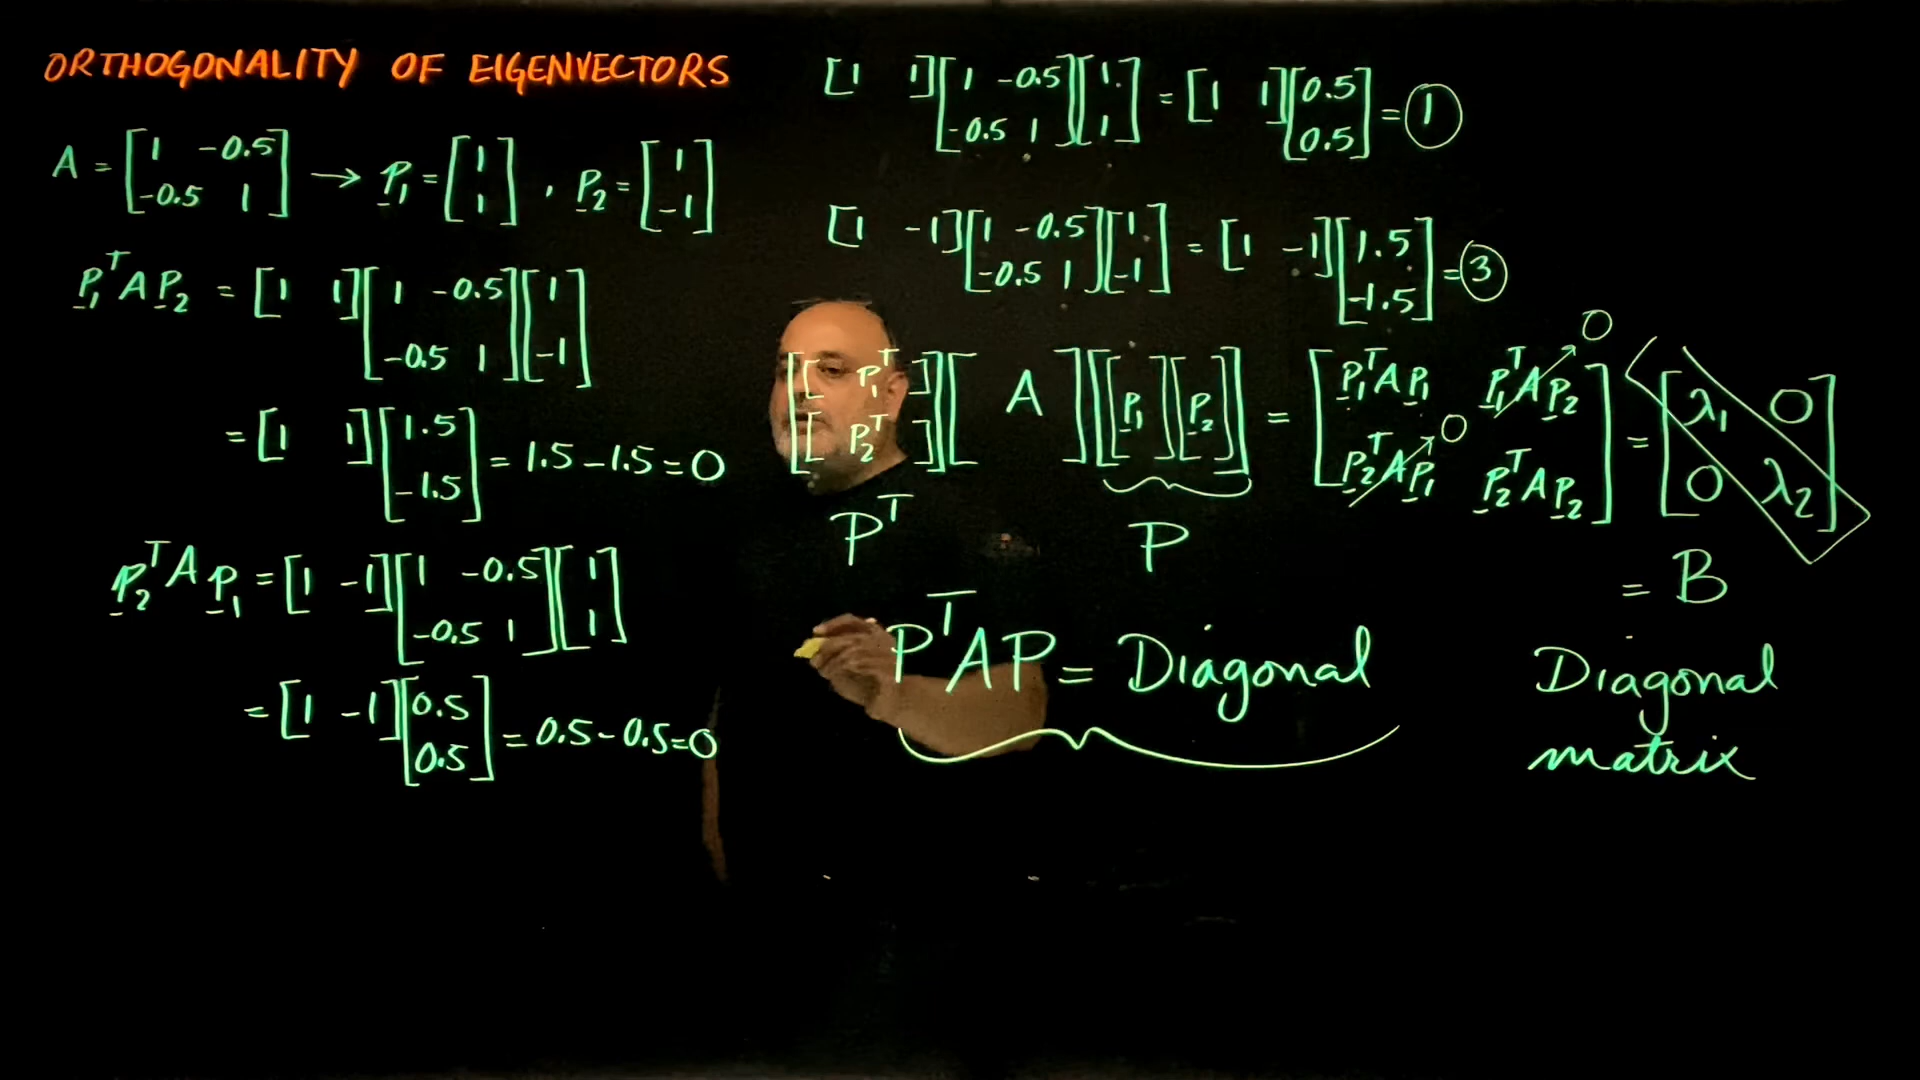 ORTHOGONALITY OF EIGENVECTORS
A = [1 -0.5; -0.5 1] → p₁ = [1; 1], p₂ = [1; -1]
p₁ᵀ A p₂ = [1 1][1 -0.5; -0.5 1][1; -1]
= [1 1][1.5; -1.5] = 1.5 - 1.5 = 0
p₂ᵀ A p₁ = [1 -1][1 -0.5; -0.5 1][1; 1]
= [1 -1][0.5; 0.5] = 0.5 - 0.5 = 0
[1 1][1 -0.5; -0.5 1][1; 1] = [1 1][0.5; 0.5] = 1
[1 -1][1 -0.5; -0.5 1][1; -1] = [1 -1][1.5; -1.5] = 3
[[p₁ᵀ]; [p₂ᵀ]][A][[p₁][p₂]] = [p₁ᵀAp₁ p₁ᵀAp₂ → 0; p₂ᵀAp₁ → 0 p₂ᵀAp₂] = [λ₁ 0; 0 λ₂]
Pᵀ P
= B
Diagonal
matrix
PᵀAP = Diagonal